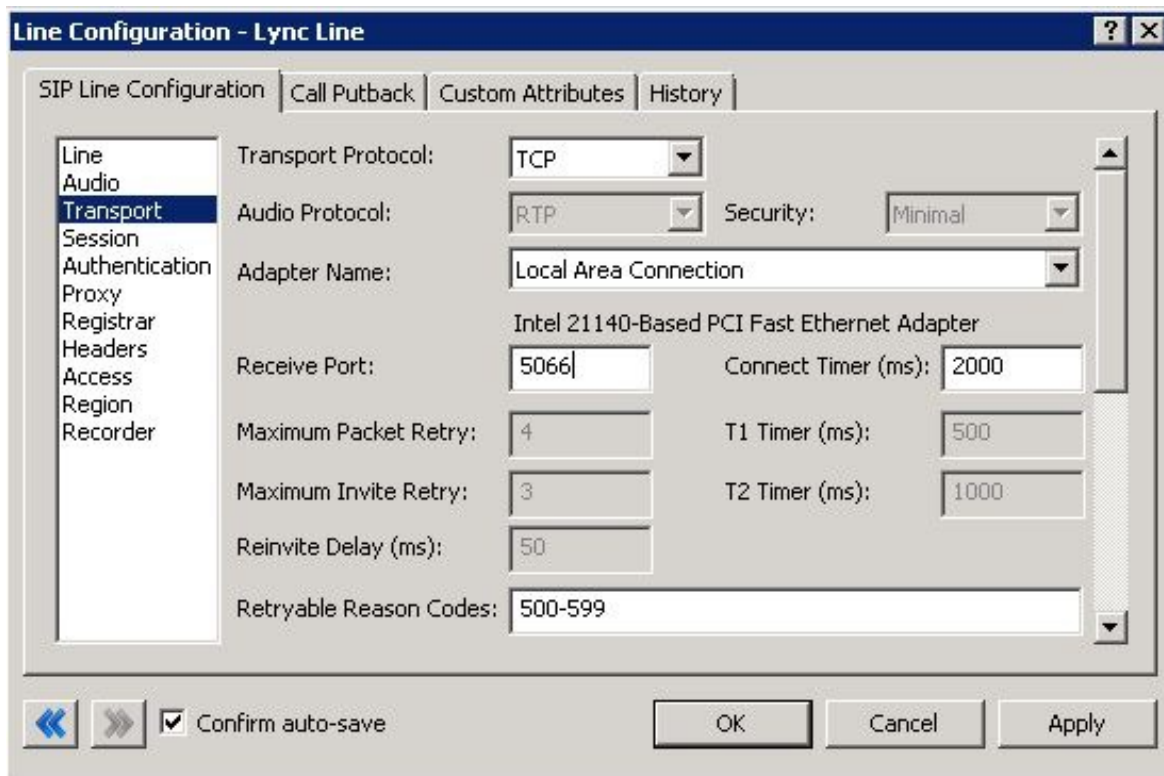 Line Configuration - Lync Line
SIP Line Configuration
Call Putback
Custom Attributes
History
Line
Audio
Transport
Session
Authentication
Proxy
Registrar
Headers
Access
Region
Recorder
Transport Protocol: TCP
Audio Protocol: RTP Security: Minimal
Adapter Name: Local Area Connection
Intel 21140-Based PCI Fast Ethernet Adapter
Receive Port: 5066 Connect Timer (ms): 2000
Maximum Packet Retry: 4 T1 Timer (ms): 500
Maximum Invite Retry: 3 T2 Timer (ms): 1000
Reinvite Delay (ms): 50
Retryable Reason Codes: 500-599
Confirm auto-save
OK Cancel Apply